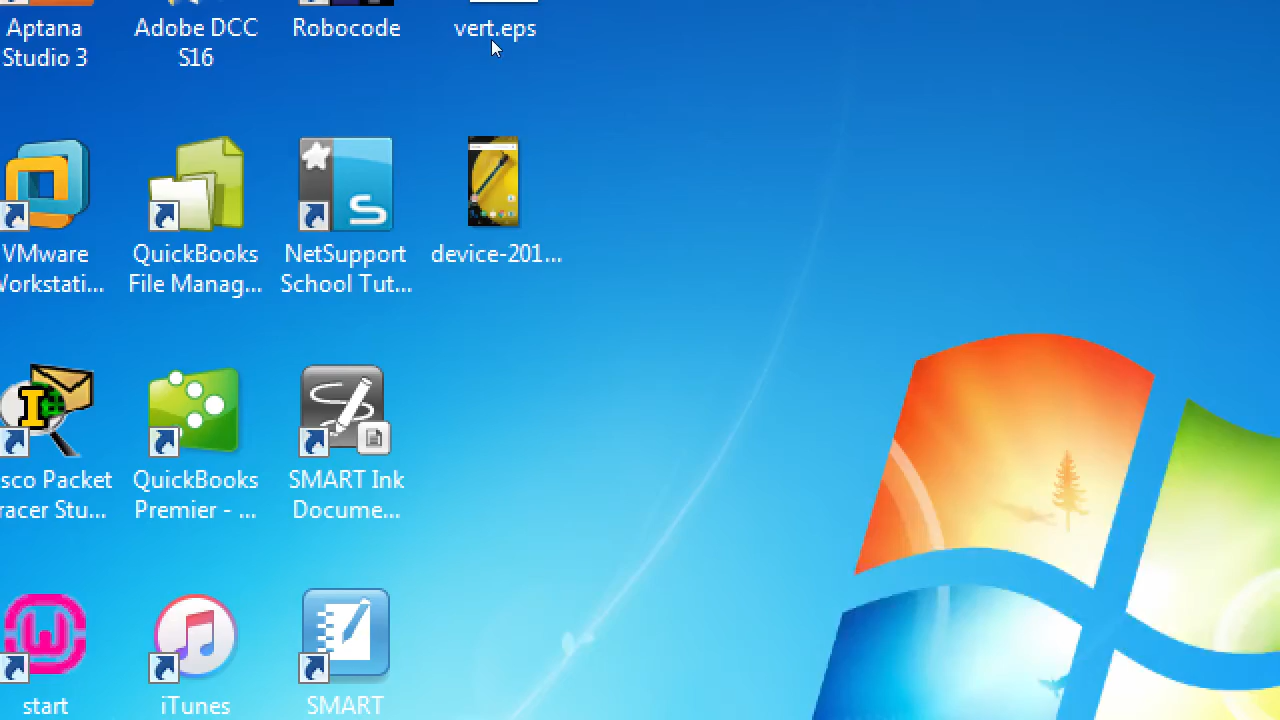 Aptana
Studio 3
Adobe DCC
S16
Robocode
vert.eps
VMware
Workstati...
QuickBooks
File Manag...
NetSupport
School Tut...
device-201...
sco Packet
racer Stu...
QuickBooks
Premier - ...
SMART Ink
Docume...
start
iTunes
SMART